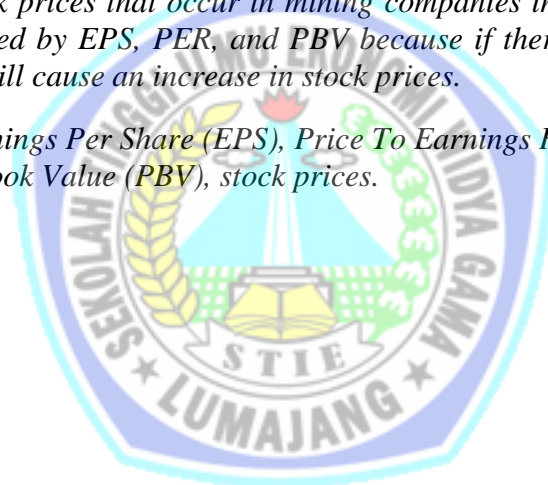 k prices that occur in mining companies th
ed by EPS, PER, and PBV because if ther
ill cause an increase in stock prices.
nings Per Share (EPS), Price To Earnings
ook Value (PBV), stock prices.
SEKOLAH TINGGI ILMU EKONOMI WIDYA GAMA
STIE
LUMAJANG